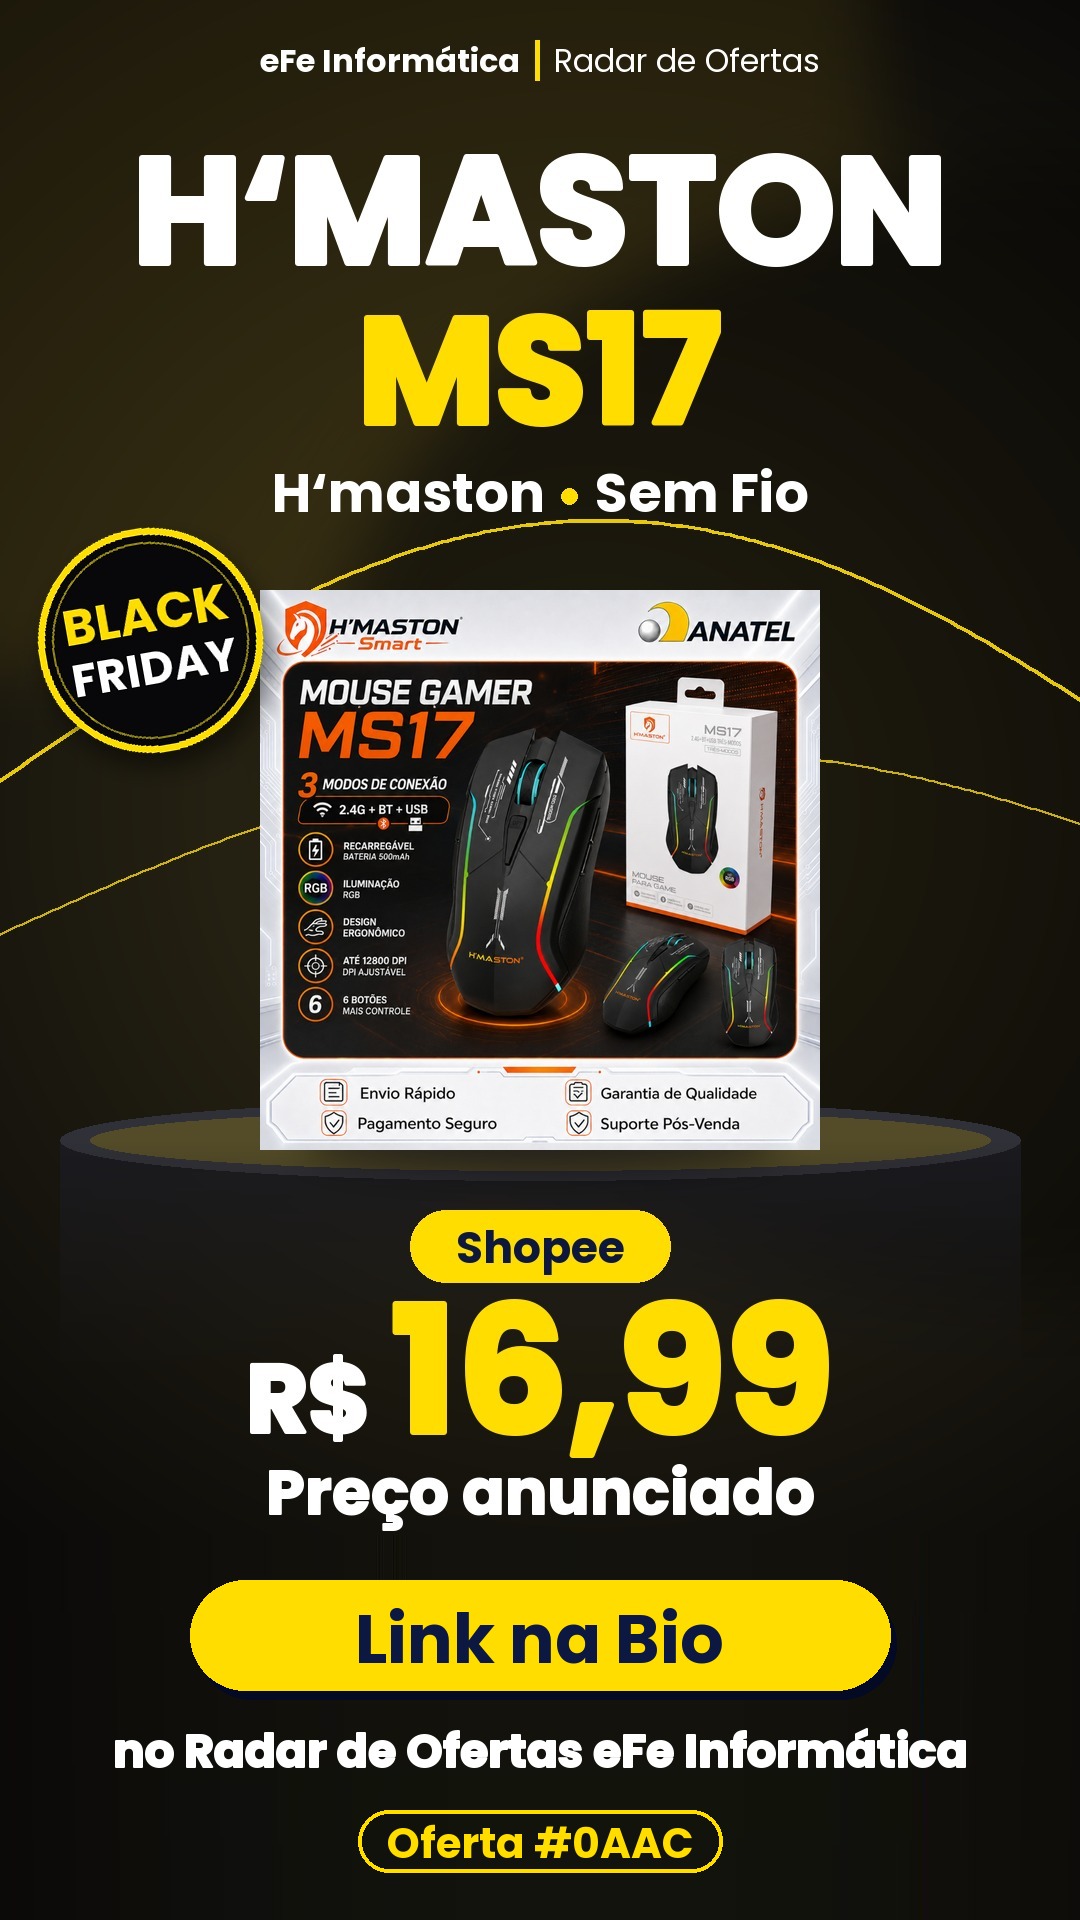 eFe Informática | Radar de Ofertas
H‘MASTON
MS17
H‘maston • Sem Fio
BLACK
FRIDAY
H'MASTON
Smart
ANATEL
MOUSE GAMER
MS17
3 MODOS DE CONEXÃO
2.4G + BT + USB
RECARREGÁVEL
BATERIA 500mAh
RGB
ILUMINAÇÃO
RGB
DESIGN
ERGONÔMICO
ATÉ 12800 DPI
DPI AJUSTÁVEL
6
6 BOTÕES
MAIS CONTROLE
H'MASTON
H'MASTON
MS17
H'MASTON
MOUSE
PARA GAME
RGB
Envio Rápido
Garantia de Qualidade
Pagamento Seguro
Suporte Pós-Venda
Shopee
R$ 16,99
Preço anunciado
Link na Bio
no Radar de Ofertas eFe Informática
Oferta #0AAC